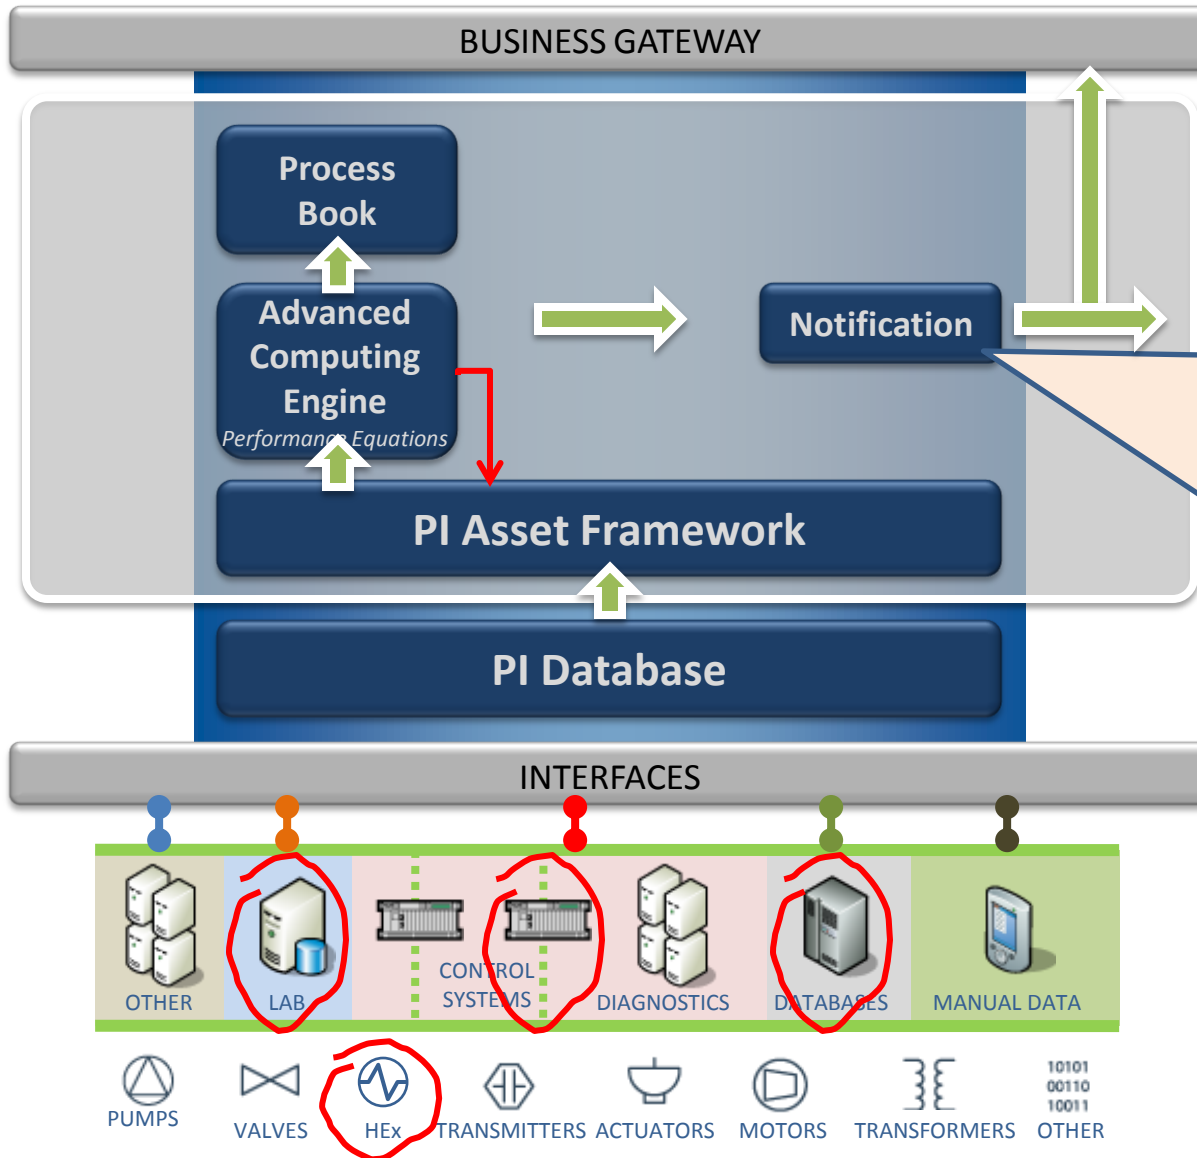 BUSINESS GATEWAY
Process
Book
Advanced
Computing
Engine
Performance Equations
Notification
PI Asset Framework
PI Database
INTERFACES
OTHER
LAB
CONTROL
SYSTEMS
DIAGNOSTICS
DATABASES
MANUAL DATA
10101
00110
10011
PUMPS
VALVES
HEx
TRANSMITTERS
ACTUATORS
MOTORS
TRANSFORMERS
OTHER